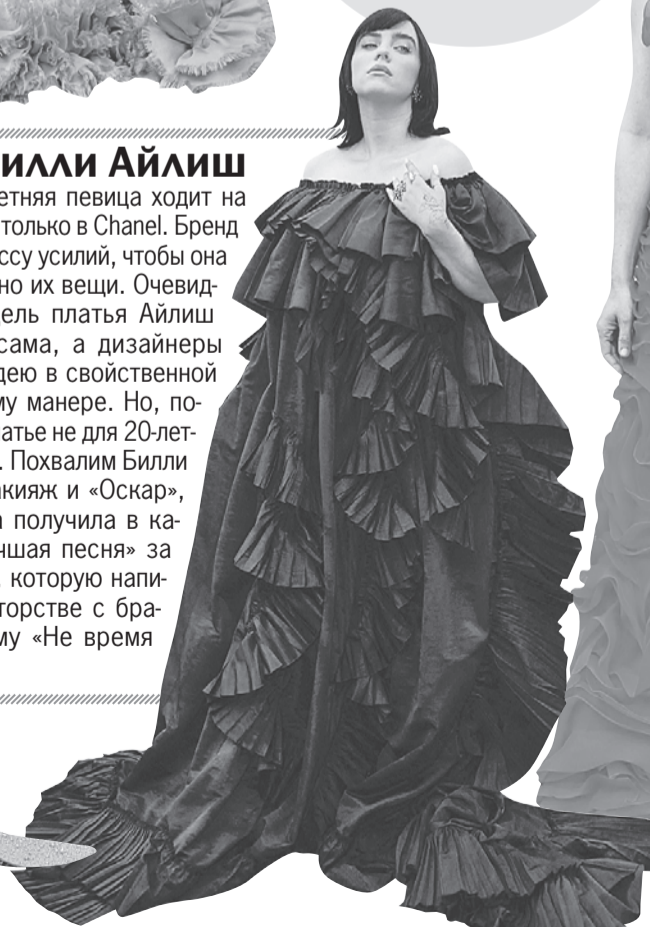 илли Айлиш
етняя певица ходит на
только в Chanel. Бренд
ссу усилий, чтобы она
но их вещи. Очевид-
ель платья Айлиш
сама, а дизайнеры
дею в свойственной
му манере. Но, по-
атье не для 20-лет-
. Похвалим Билли
акияж и «Оскар»,
а получила в ка-
чшая песня» за
, которую напи-
торстве с бра-
му «Не время